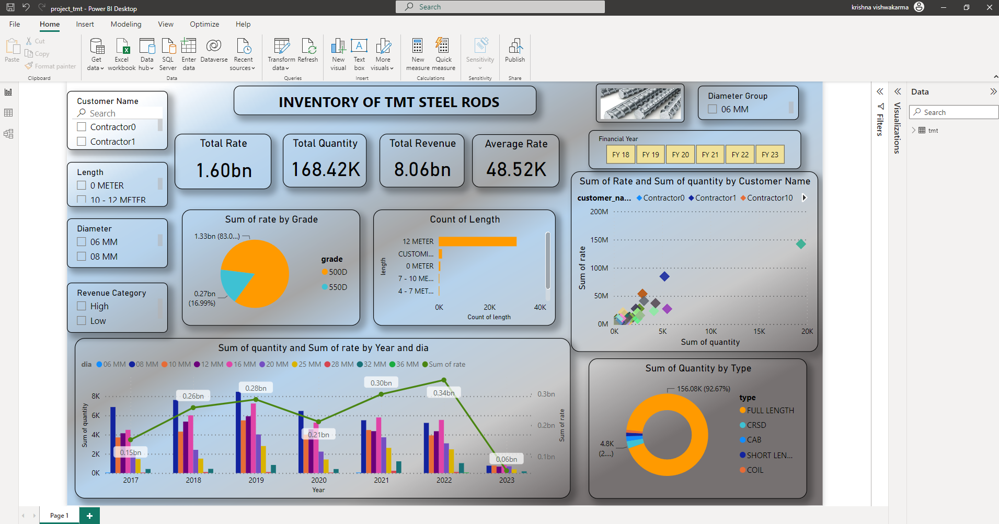 project_tmt - Power BI Desktop
Search
krishna vishwakarma
File Home Insert Modeling View Optimize Help
Paste
Cut
Copy
Format painter
Clipboard
Get data
Excel workbook
Data hub
SQL Server
Enter data
Dataverse
Recent sources
Data
Transform data
Refresh
Queries
New visual
Text box
More visuals
Insert
New measure
Quick measure
Calculations
Sensitivity
Sensitivity
Publish
Share
Customer Name
Search
Contractor0
Contractor1
INVENTORY OF TMT STEEL RODS
Diameter Group
06 MM
Filters
Visualizations
Data
Search
tmt
Total Rate
1.60bn
Total Quantity
168.42K
Total Revenue
8.06bn
Average Rate
48.52K
Financial Year
FY 18 FY 19 FY 20 FY 21 FY 22 FY 23
Length
0 METER
10 - 12 METER
Diameter
06 MM
08 MM
Revenue Category
High
Low
Sum of rate by Grade
1.33bn (83.0...)
0.27bn
(16.99%)
grade
500D
550D
Count of Length
length
12 METER
CUSTOMI...
0 METER
7 - 10 ME...
4 - 7 MET...
0K 20K 40K
Count of length
Sum of Rate and Sum of quantity by Customer Name
customer_na... Contractor0 Contractor1 Contractor10
Sum of rate
200M
150M
100M
50M
0M
0K 5K 10K 15K 20K
Sum of quantity
Sum of quantity and Sum of rate by Year and dia
dia 06 MM 08 MM 10 MM 12 MM 16 MM 20 MM 25 MM 28 MM 32 MM 36 MM Sum of rate
Sum of quantity
8K
6K
4K
2K
0K
0.15bn
0.26bn
0.28bn
0.21bn
0.30bn
0.34bn
0.06bn
0.3bn
0.2bn
0.1bn
Sum of rate
2017 2018 2019 2020 2021 2022 2023
Year
Sum of Quantity by Type
156.08K (92.67%)
4.8K
(2....)
type
FULL LENGTH
CRSD
CAB
SHORT LEN...
COIL
Page 1